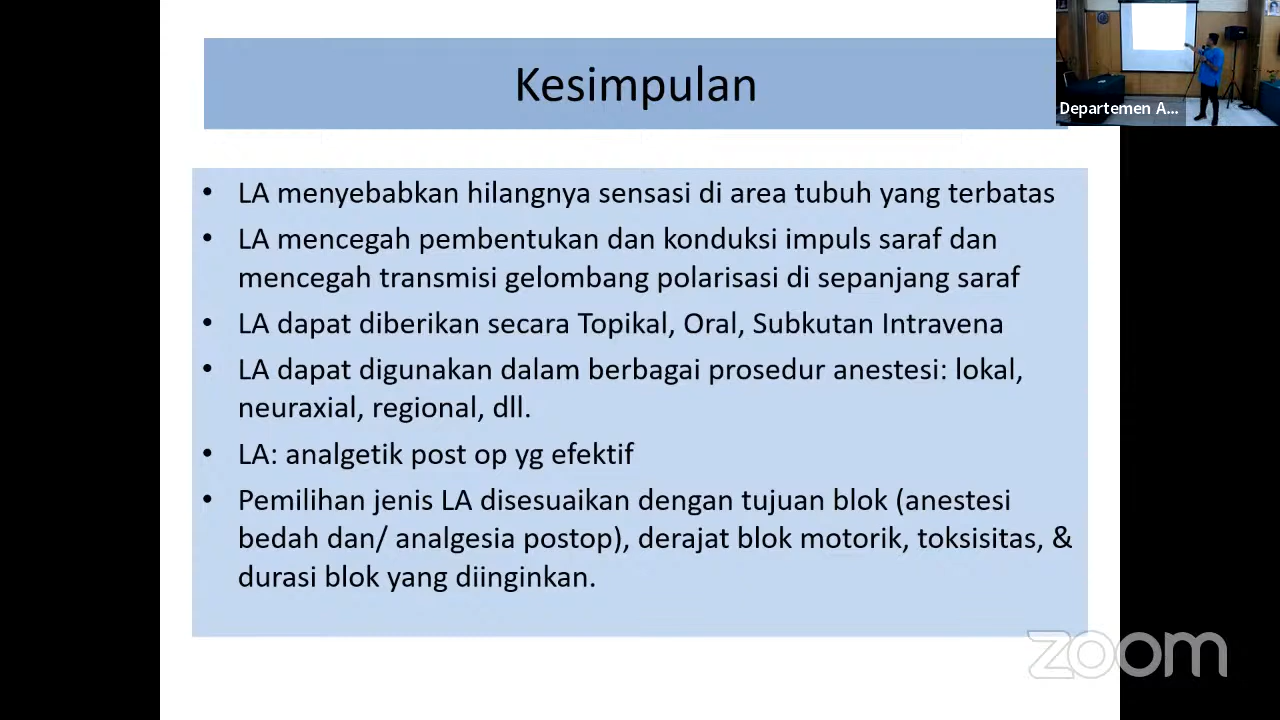 Kesimpulan
Departemen A...
• LA menyebabkan hilangnya sensasi di area tubuh yang terbatas
• LA mencegah pembentukan dan konduksi impuls saraf dan
mencegah transmisi gelombang polarisasi di sepanjang saraf
• LA dapat diberikan secara Topikal, Oral, Subkutan Intravena
• LA dapat digunakan dalam berbagai prosedur anestesi: lokal,
neuraxial, regional, dll.
• LA: analgetik post op yg efektif
• Pemilihan jenis LA disesuaikan dengan tujuan blok (anestesi
bedah dan/ analgesia postop), derajat blok motorik, toksisitas, &
durasi blok yang diinginkan.
zoom